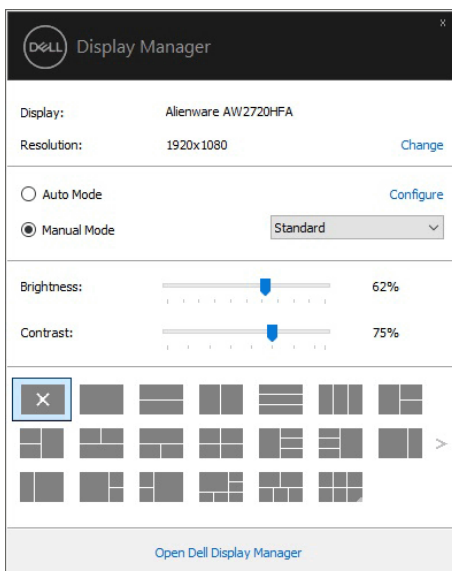 x
DELL Display Manager
Display: Alienware AW2720HFA
Resolution: 1920x1080 Change
Auto Mode Configure
Manual Mode Standard
Brightness: 62%
Contrast: 75%
Open Dell Display Manager